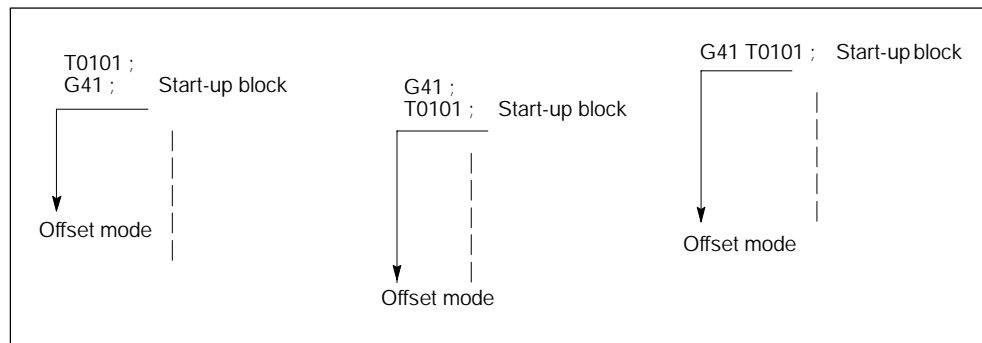 T0101 ;
G41 ; Start-up block
Offset mode
G41 ;
T0101 ; Start-up block
Offset mode
G41 T0101 ; Start-up block
Offset mode